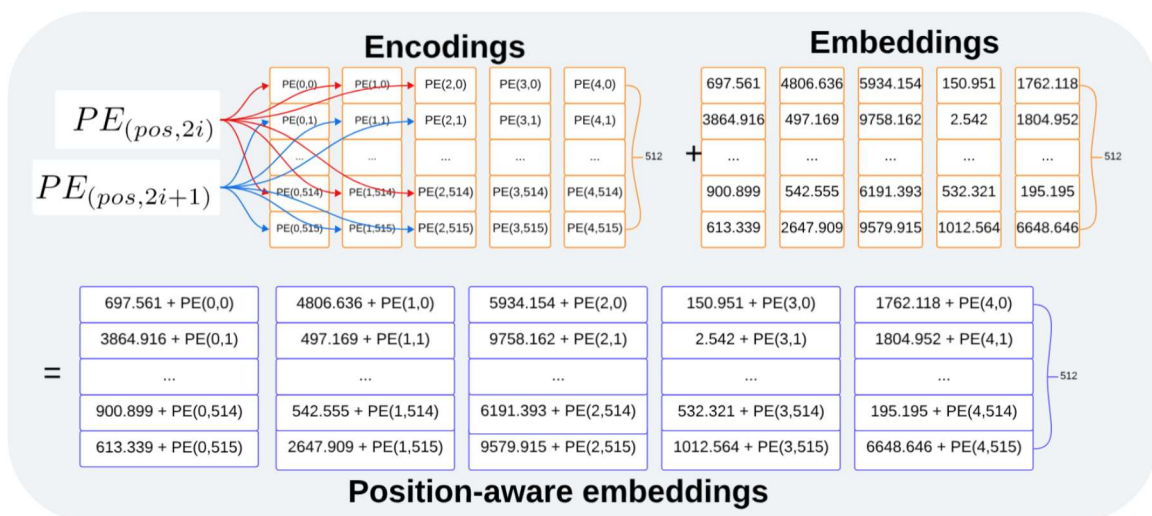 Encodings
Embeddings
PE(pos,2i)
PE(pos,2i+1)
PE(0,0) PE(1,0) PE(2,0) PE(3,0) PE(4,0)
PE(0,1) PE(1,1) PE(2,1) PE(3,1) PE(4,1)
... ... ... ... ...
PE(0,514) PE(1,514) PE(2,514) PE(3,514) PE(4,514)
PE(0,515) PE(1,515) PE(2,515) PE(3,515) PE(4,515)
512
+
697.561 4806.636 5934.154 150.951 1762.118
3864.916 497.169 9758.162 2.542 1804.952
... ... ... ... ...
900.899 542.555 6191.393 532.321 195.195
613.339 2647.909 9579.915 1012.564 6648.646
512
=
697.561 + PE(0,0) 4806.636 + PE(1,0) 5934.154 + PE(2,0) 150.951 + PE(3,0) 1762.118 + PE(4,0)
3864.916 + PE(0,1) 497.169 + PE(1,1) 9758.162 + PE(2,1) 2.542 + PE(3,1) 1804.952 + PE(4,1)
... ... ... ... ...
900.899 + PE(0,514) 542.555 + PE(1,514) 6191.393 + PE(2,514) 532.321 + PE(3,514) 195.195 + PE(4,514)
613.339 + PE(0,515) 2647.909 + PE(1,515) 9579.915 + PE(2,515) 1012.564 + PE(3,515) 6648.646 + PE(4,515)
512
Position-aware embeddings